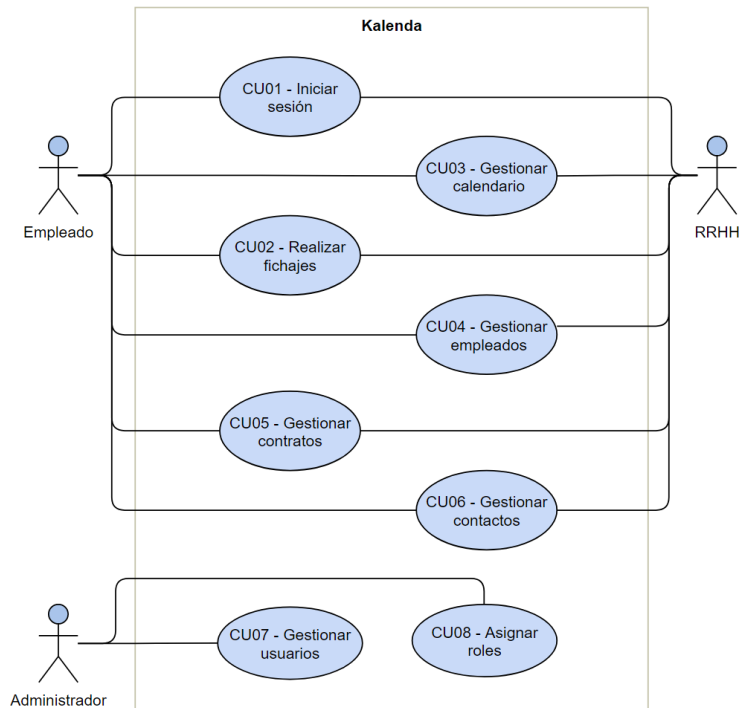 Kalenda
CU01 - Iniciar
sesión
CU03 - Gestionar
calendario
Empleado
RRHH
CU02 - Realizar
fichajes
CU04 - Gestionar
empleados
CU05 - Gestionar
contratos
CU06 - Gestionar
contactos
CU07 - Gestionar
usuarios
CU08 - Asignar
roles
Administrador